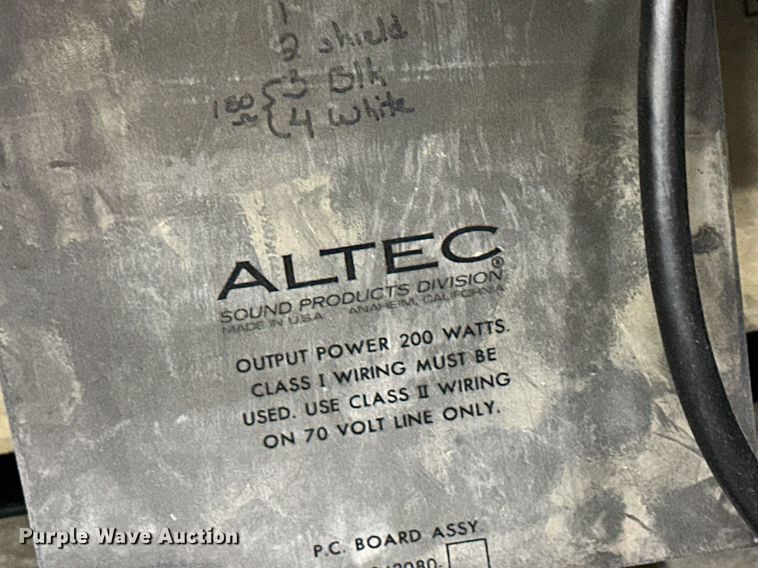 1
2 shield
3 Blk
150 Ω { 4 White
ALTEC®
SOUND PRODUCTS DIVISION
MADE IN U.S.A. ANAHEIM, CALIFORNIA
OUTPUT POWER 200 WATTS.
CLASS I WIRING MUST BE
USED. USE CLASS II WIRING
ON 70 VOLT LINE ONLY.
P.C. BOARD ASSY
Purple Wave Auction